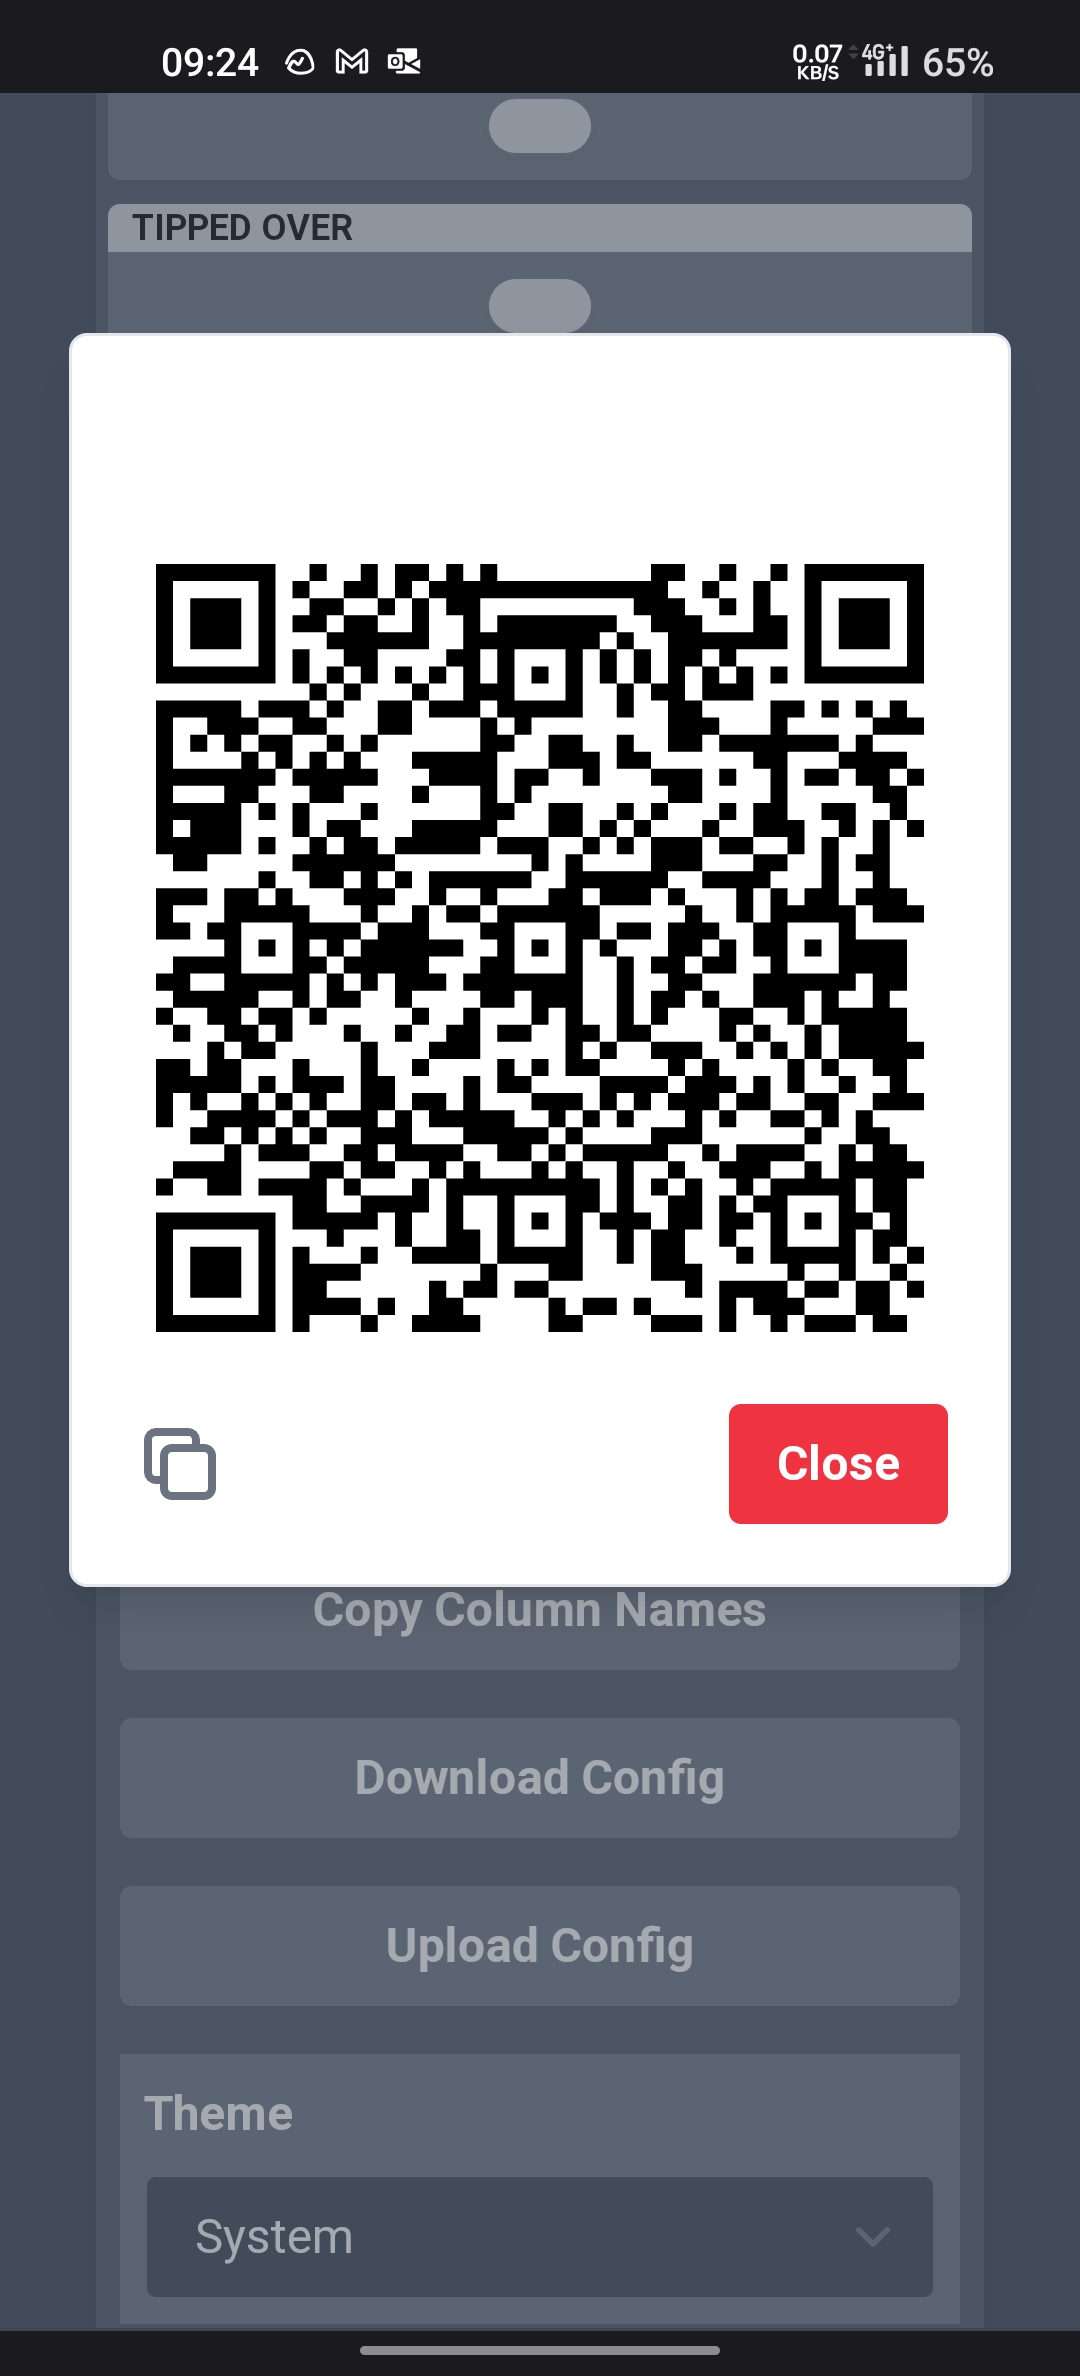 09:24
0.07
KB/S
4G+
65%
TIPPED OVER
Close
Copy Column Names
Download Config
Upload Config
Theme
System